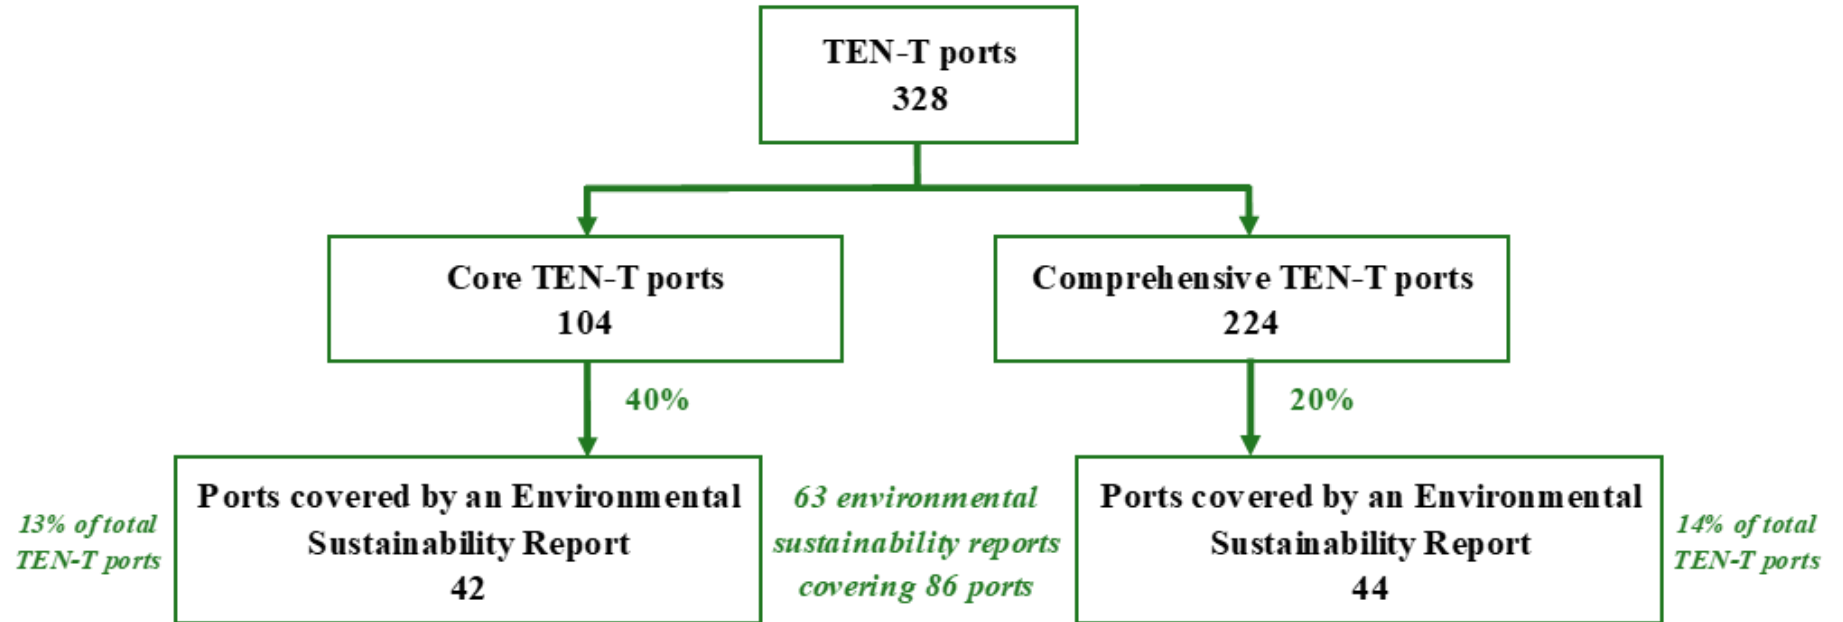 TEN-T ports
328
Core TEN-T ports
104
Comprehensive TEN-T ports
224
40%
20%
13% of total
TEN-T ports
Ports covered by an Environmental
Sustainability Report
42
63 environmental
sustainability reports
covering 86 ports
Ports covered by an Environmental
Sustainability Report
44
14% of total
TEN-T ports